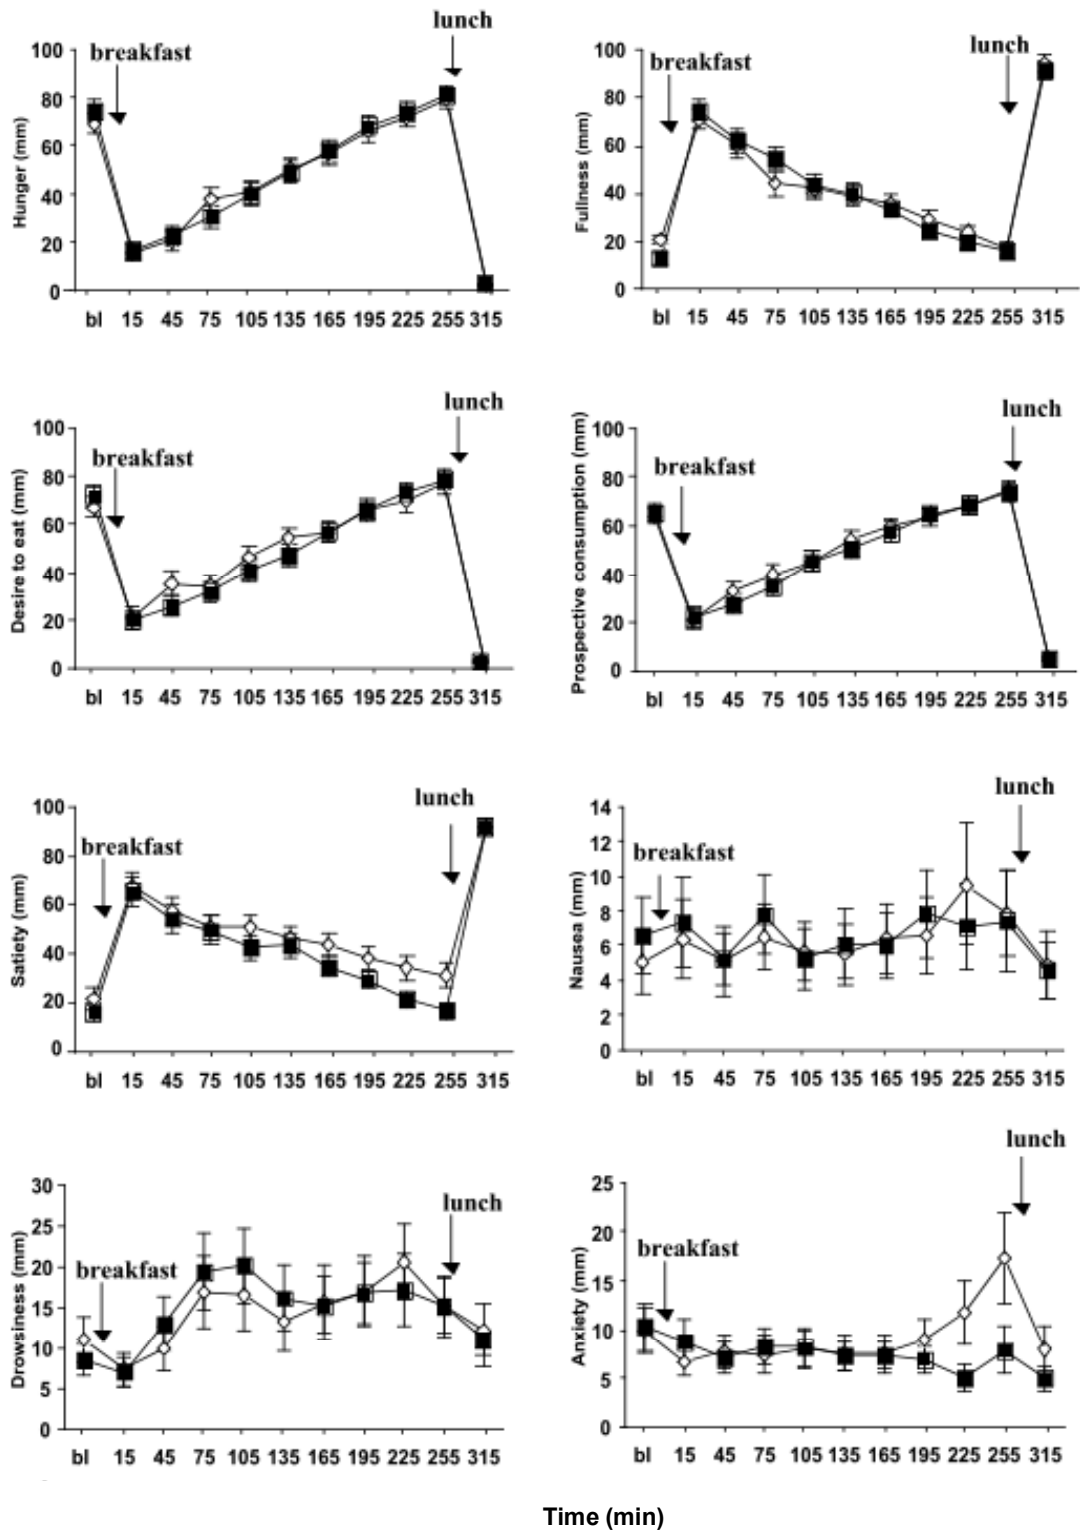 lunch
breakfast
100
80
60
40
20
0
Hunger (mm)
bl 15 45 75 105 135 165 195 225 255 315
lunch
breakfast
100
80
60
40
20
0
Fullness (mm)
bl 15 45 75 105 135 165 195 225 255 315
lunch
breakfast
100
80
60
40
20
0
Desire to eat (mm)
bl 15 45 75 105 135 165 195 225 255 315
lunch
breakfast
100
80
60
40
20
0
Prospective consumption (mm)
bl 15 45 75 105 135 165 195 225 255 315
lunch
breakfast
100
80
60
40
20
0
Satiety (mm)
bl 15 45 75 105 135 165 195 225 255 315
lunch
breakfast
14
12
10
8
6
4
2
0
Nausea (mm)
bl 15 45 75 105 135 165 195 225 255 315
lunch
breakfast
30
25
20
15
10
5
0
Drowsiness (mm)
bl 15 45 75 105 135 165 195 225 255 315
lunch
breakfast
25
20
15
10
5
0
Anxiety (mm)
bl 15 45 75 105 135 165 195 225 255 315
Time (min)